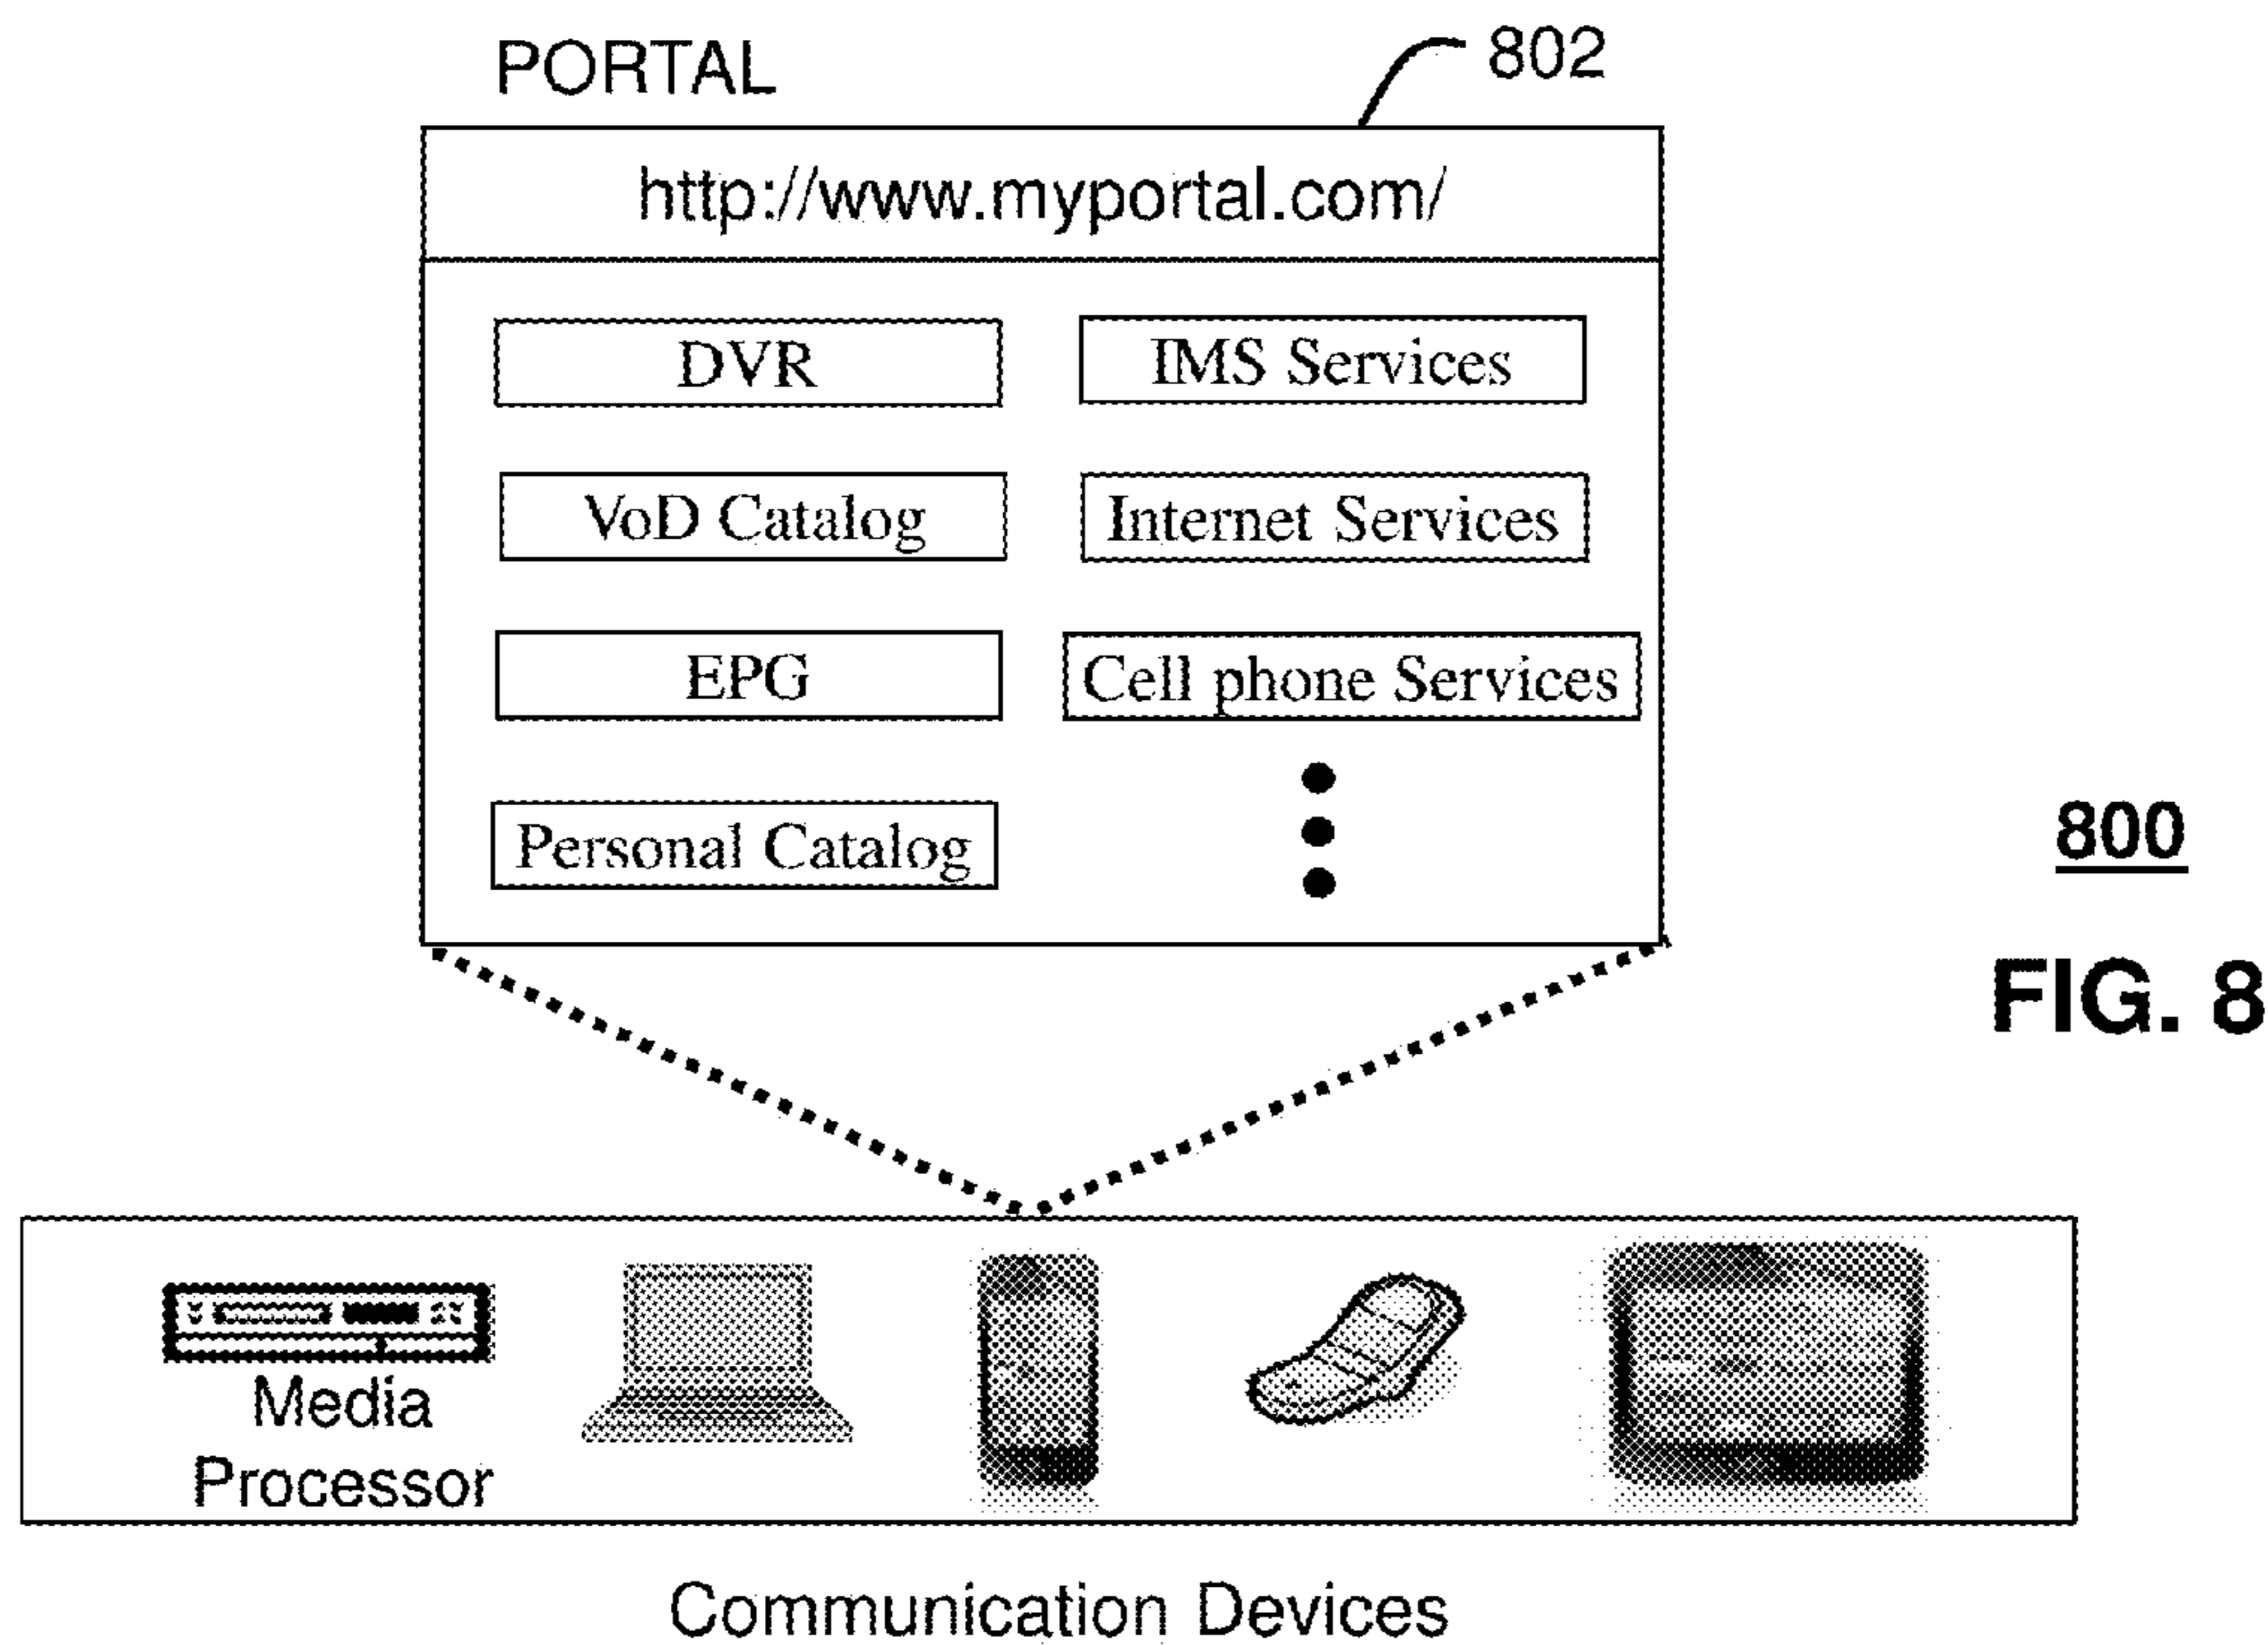 PORTAL
802
http://www.myportal.com/
DVR
IMS Services
VoD Catalog
Internet Services
EPG
Cell phone Services
Personal Catalog
800
FIG. 8
Media
Processor
Communication Devices